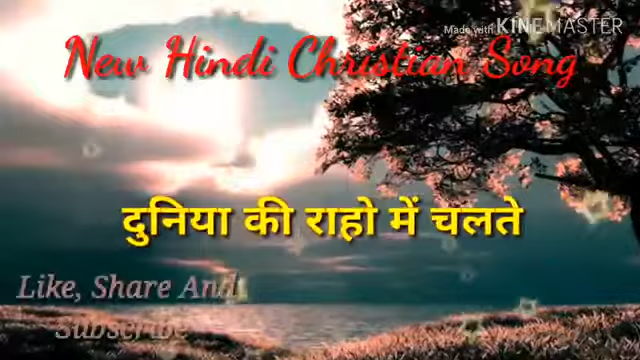 Made with KINEMASTER
New Hindi Christian Song
दुनिया की राहो में चलते
Like, Share And
Subscribe